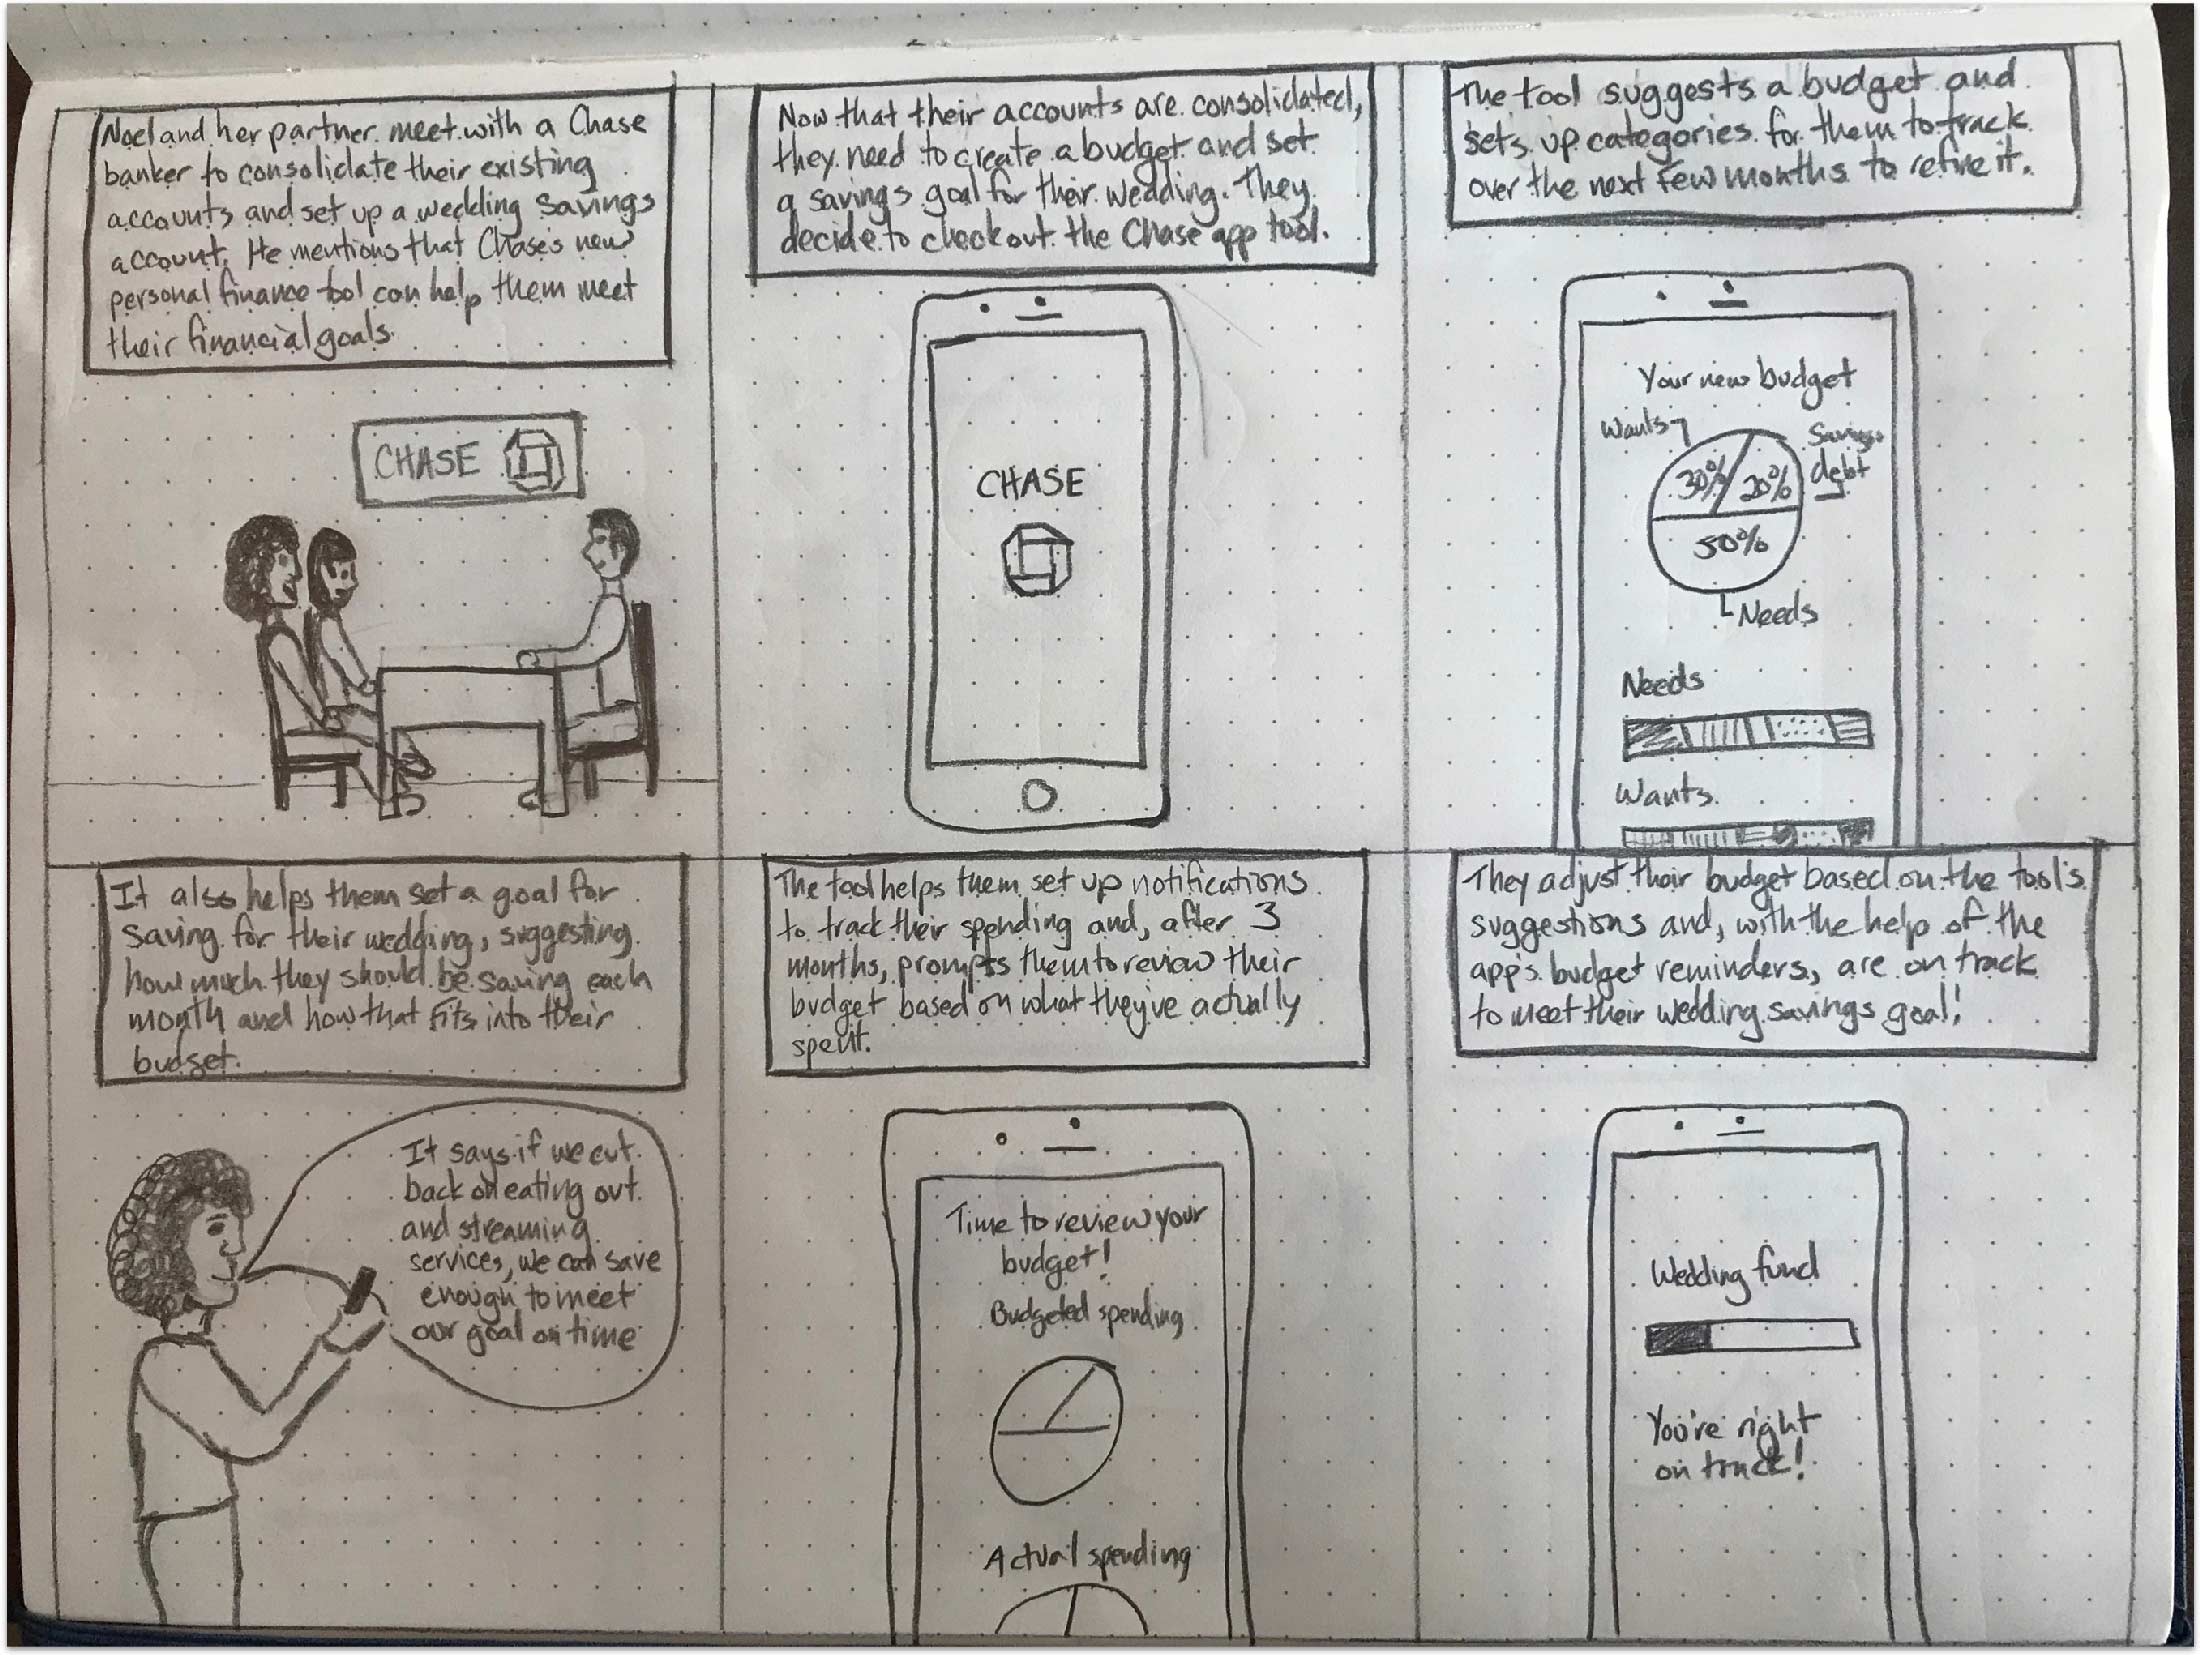 Noel and her partner meet with a Chase
banker to consolidate their existing
accounts and set up a wedding savings
account. He mentions that Chase's new
personal finance tool can help them meet
their financial goals.
CHASE
Now that their accounts are consolidated,
they need to create a budget and set
a savings goal for their wedding. They
decide to check out the Chase app tool.
CHASE
The tool suggests a budget and
sets up categories for them to track
over the next few months to refine it.
Your new budget
Wants
Savings
debt
30%
20%
50%
Needs
Needs
Wants
It also helps them set a goal for
saving for their wedding, suggesting
how much they should be saving each
month and how that fits into their
budget.
It says if we cut
back on eating out
and streaming
services, we can save
enough to meet
our goal on time
The tool helps them set up notifications
to track their spending and, after 3
months, prompts them to review their
budget based on what they've actually
spent.
Time to review your
budget!
Budgeted spending
Actual spending
They adjust their budget based on the tool's
suggestions and, with the help of the
app's budget reminders, are on track
to meet their wedding savings goal!
Wedding fund
You're right
on track!